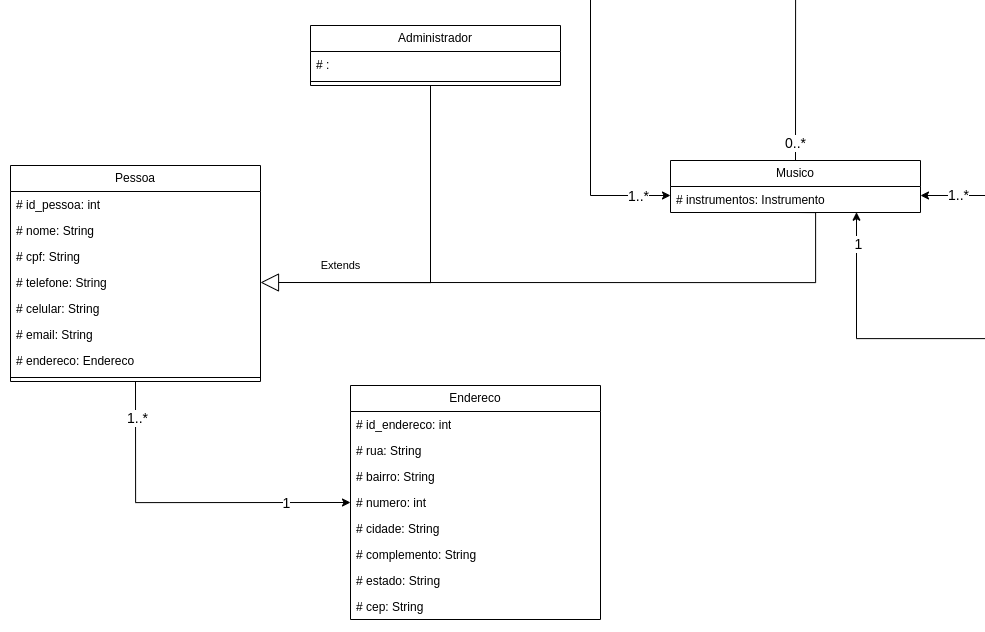 Administrador
# :
0..*
Musico
# instrumentos: Instrumento
1..*
1..*
1
Pessoa
# id_pessoa: int
# nome: String
# cpf: String
# telefone: String
# celular: String
# email: String
# endereco: Endereco
Extends
1..*
1
Endereco
# id_endereco: int
# rua: String
# bairro: String
# numero: int
# cidade: String
# complemento: String
# estado: String
# cep: String